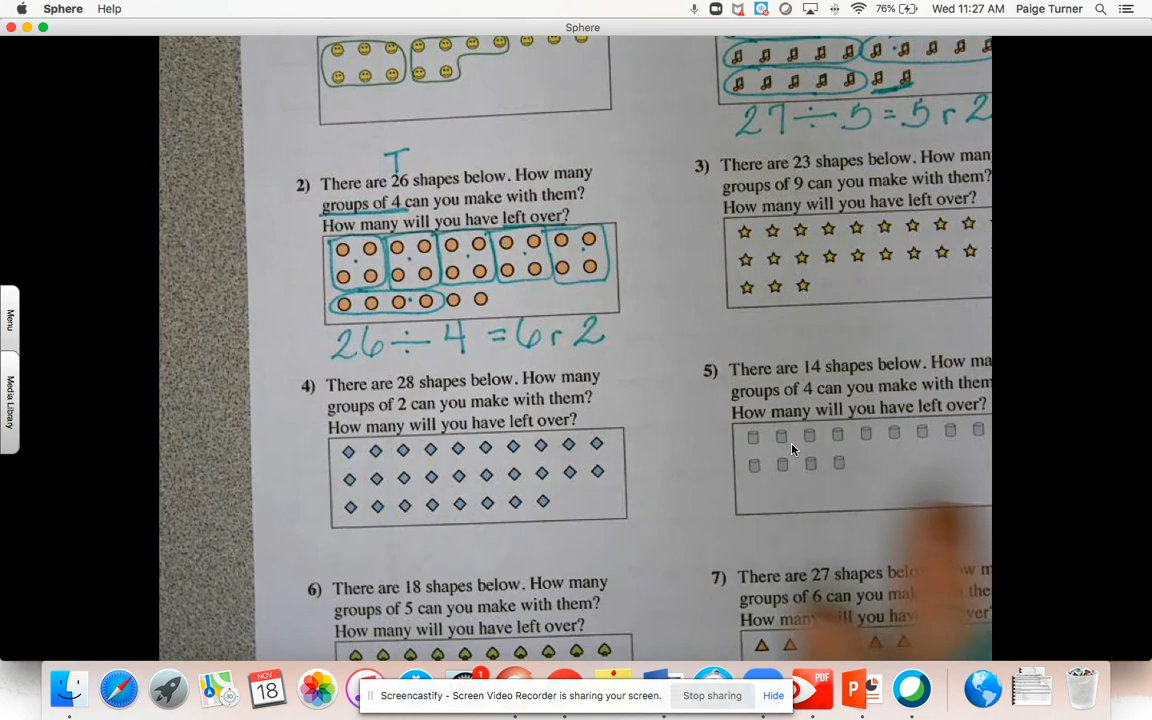 Sphere Help
76% Wed 11:27 AM Paige Turner
Sphere
27 ÷ 5 = 5 r 2
T
2) There are 26 shapes below. How many
groups of 4 can you make with them?
How many will you have left over?
26 ÷ 4 = 6 r 2
3) There are 23 shapes below. How man
groups of 9 can you make with them?
How many will you have left over?
4) There are 28 shapes below. How many
groups of 2 can you make with them?
How many will you have left over?
5) There are 14 shapes below. How ma
groups of 4 can you make with them
How many will you have left over?
6) There are 18 shapes below. How many
groups of 5 can you make with them?
How many will you have left over?
7) There are 27 shapes
groups of 6 can you
How many will you
Menu
Media Library
NOV
18
1
PDF
Screencastify - Screen Video Recorder is sharing your screen.
Stop sharing
Hide